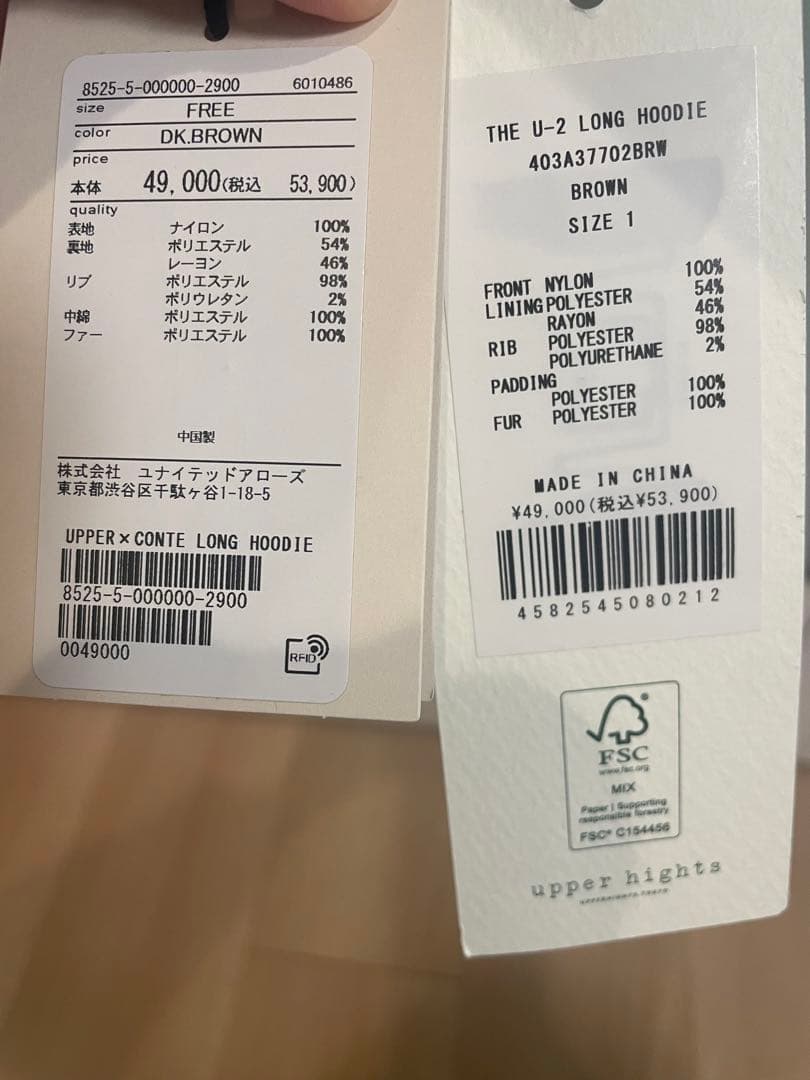 8525-5-000000-2900 6010486
size FREE
color DK.BROWN
price
本体 49,000(税込 53,900)
quality
表地 ナイロン 100%
裏地 ポリエステル 54%
レーヨン 46%
リブ ポリエステル 98%
ポリウレタン 2%
中綿 ポリエステル 100%
ファー ポリエステル 100%
中国製
株式会社 ユナイテッドアローズ
東京都渋谷区千駄ヶ谷1-18-5
UPPER×CONTE LONG HOODIE
8525-5-000000-2900
0049000
RFID
THE U-2 LONG HOODIE
403A37702BRW
BROWN
SIZE 1
FRONT NYLON 100%
LINING POLYESTER 54%
RAYON 46%
RIB POLYESTER 98%
POLYURETHANE 2%
PADDING
POLYESTER 100%
FUR POLYESTER 100%
MADE IN CHINA
¥49,000(税込¥53,900)
4582545080212
FSC
www.fsc.org
MIX
Paper | Supporting
responsible forestry
FSC® C154456
upper hights